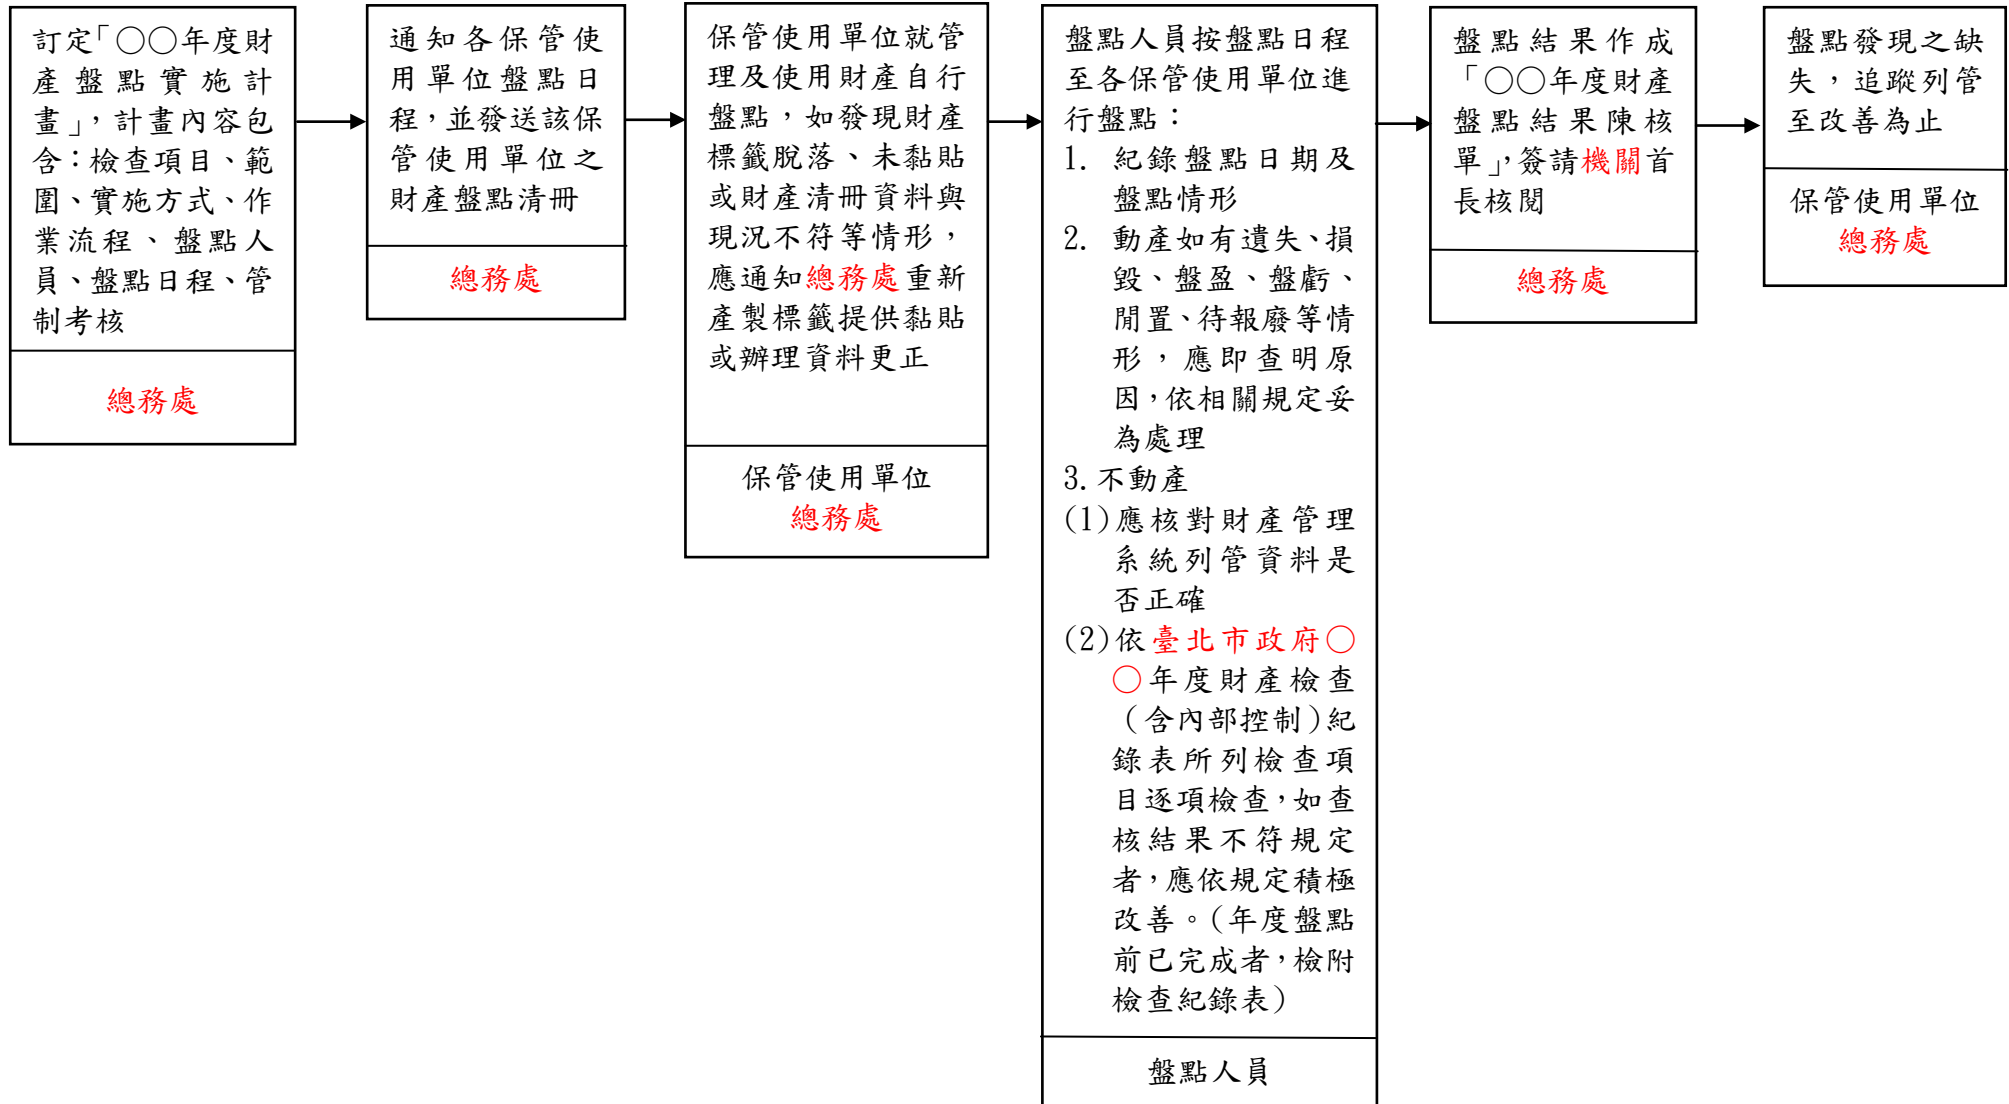 訂定「○○年度財
產盤點實施計
畫」，計畫內容包
含：檢查項目、範
圍、實施方式、作
業流程、盤點人
員、盤點日程、管
制考核
總務處
通知各保管使
用單位盤點日
程，並發送該保
管使用單位之
財產盤點清冊
總務處
保管使用單位就管
理及使用財產自行
盤點，如發現財產
標籤脫落、未黏貼
或財產清冊資料與
現況不符等情形，
應通知總務處重新
產製標籤提供黏貼
或辦理資料更正
保管使用單位
總務處
盤點人員按盤點日程
至各保管使用單位進
行盤點：
1. 紀錄盤點日期及
盤點情形
2. 動產如有遺失、損
毀、盤盈、盤虧、
閒置、待報廢等情
形，應即查明原
因，依相關規定妥
為處理
3.不動產
(1)應核對財產管理
系統列管資料是
否正確
(2)依臺北市政府○
○年度財產檢查
（含內部控制）紀
錄表所列檢查項
目逐項檢查，如查
核結果不符規定
者，應依規定積極
改善。（年度盤點
前已完成者，檢附
檢查紀錄表）
盤點人員
盤點結果作成
「○○年度財產
盤點結果陳核
單」，簽請機關首
長核閱
總務處
盤點發現之缺
失，追蹤列管
至改善為止
保管使用單位
總務處